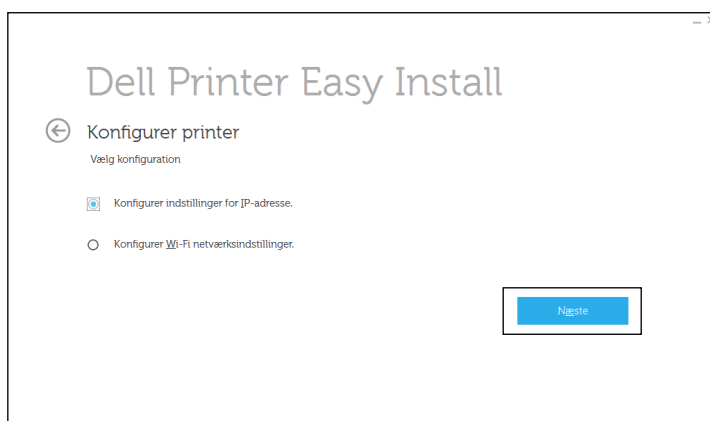 Dell Printer Easy Install
Konfigurer printer
Vælg konfiguration
Konfigurer indstillinger for IP-adresse.
Konfigurer Wi-Fi netværksindstillinger.
Næste